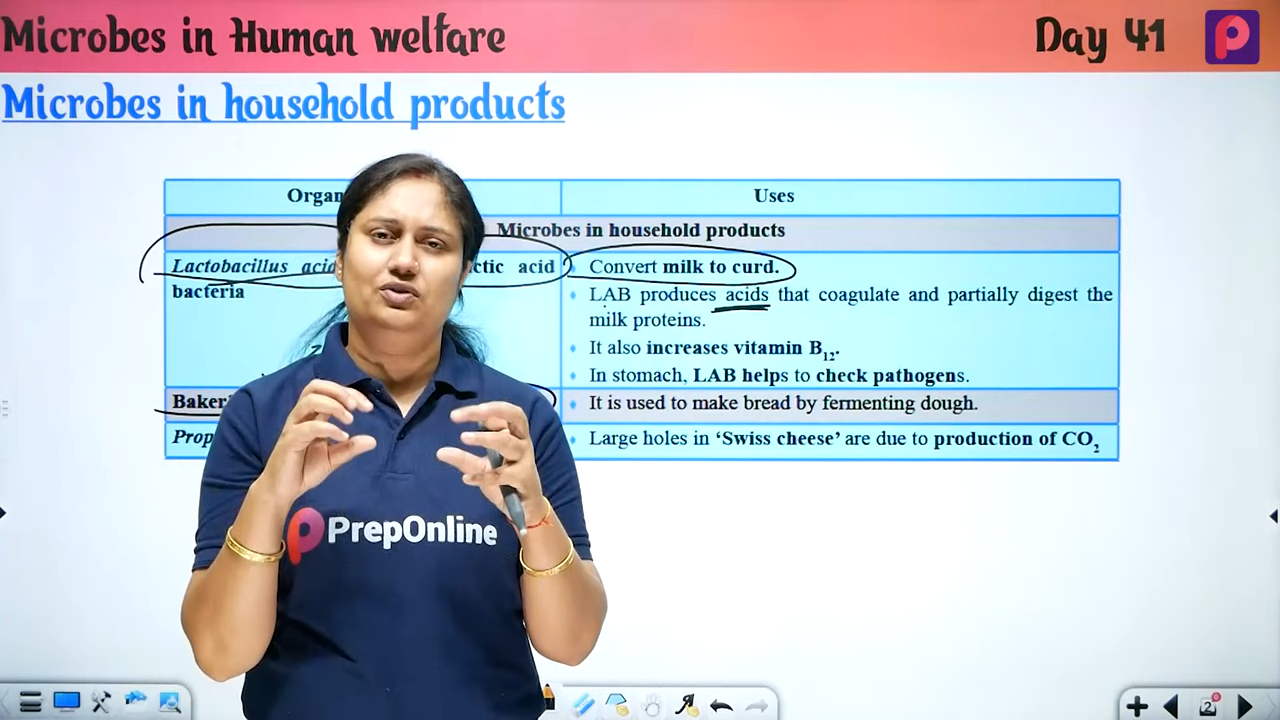 Microbes in Human welfare
Day 41
Microbes in household products
Uses
Microbes in household products
Lactobacillus acid
bacteria
Convert milk to curd.
LAB produces acids that coagulate and partially digest the
milk proteins.
It also increases vitamin B12.
In stomach, LAB helps to check pathogens.
It is used to make bread by fermenting dough.
Large holes in ‘Swiss cheese’ are due to production of CO2
PrepOnline
2